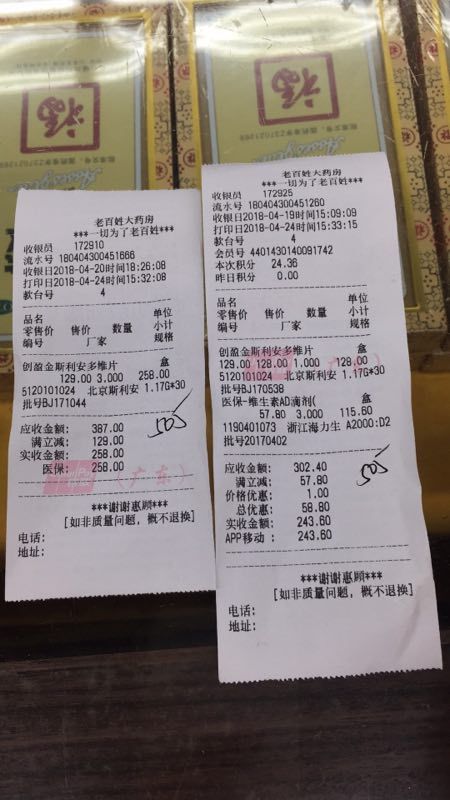 福
福
老百姓大药房
***一切为了老百姓***
收银员 172910
流水号 180404300451666
收银日2018-04-20时间18:26:08
打印日2018-04-24时间15:32:08
款台号 4
品名 单位
零售价 售价 数量 小计
编号 厂家 规格
创盈金斯利安多维片 盒
129.00 3.000 258.00
5120101024 北京斯利安 1.17G*30
批号BJ171044
应收金额: 387.00
满立减: 129.00
实收金额: 258.00
医保: 258.00
505
(广东)
***谢谢惠顾***
[如非质量问题，概不退换]
电话:
地址:
老百姓大药房
***一切为了老百姓***
收银员 172925
流水号 180404300451260
收银日2018-04-19时间15:09:09
打印日2018-04-24时间15:33:15
款台号 4
会员号 4401430140091742
本次积分 24.36
昨日积分 0.00
品名 单位
零售价 售价 数量 小计
编号 厂家 规格
创盈金斯利安多维片 盒
129.00 128.00 1.000 128.00
5120101024 北京斯利安 1.17G*30
批号BJ170538
医保-维生素AD滴剂( 盒
57.80 3.000 115.60
1190401073 浙江海力生 A2000:D2
批号20170402
应收金额: 302.40
满立减: 57.80
价格优惠: 1.00
总优惠: 58.80
实收金额: 243.60
APP移动 : 243.60
505
***谢谢惠顾***
[如非质量问题，概不退换]
电话:
地址: